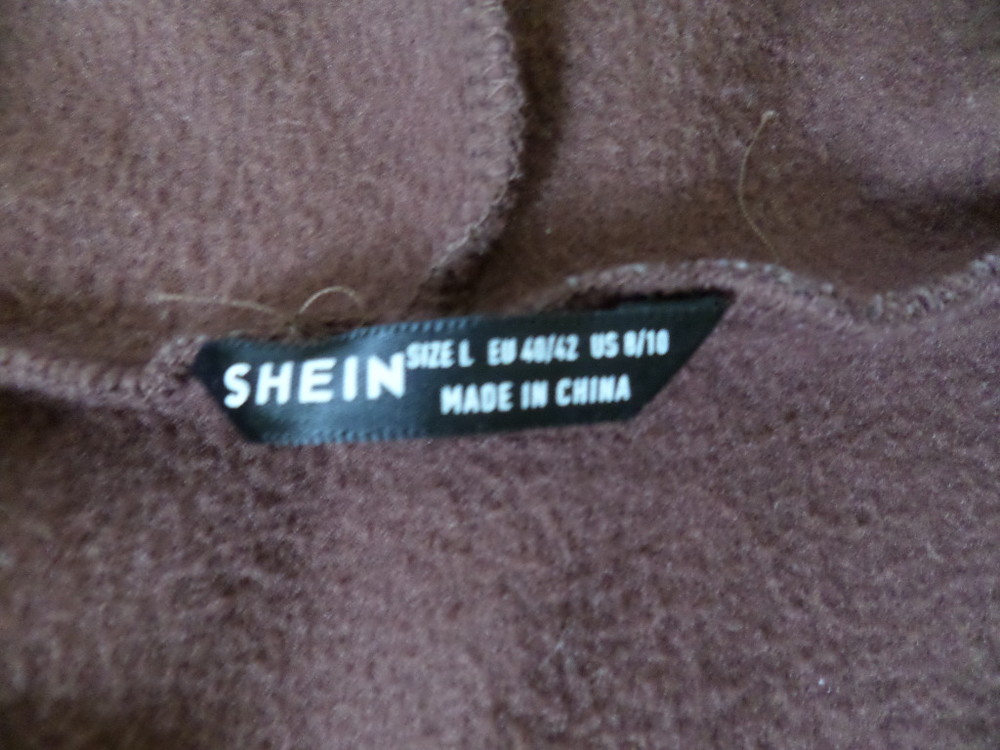 SHEIN
SIZE L EU 40/42 US 8/10
MADE IN CHINA